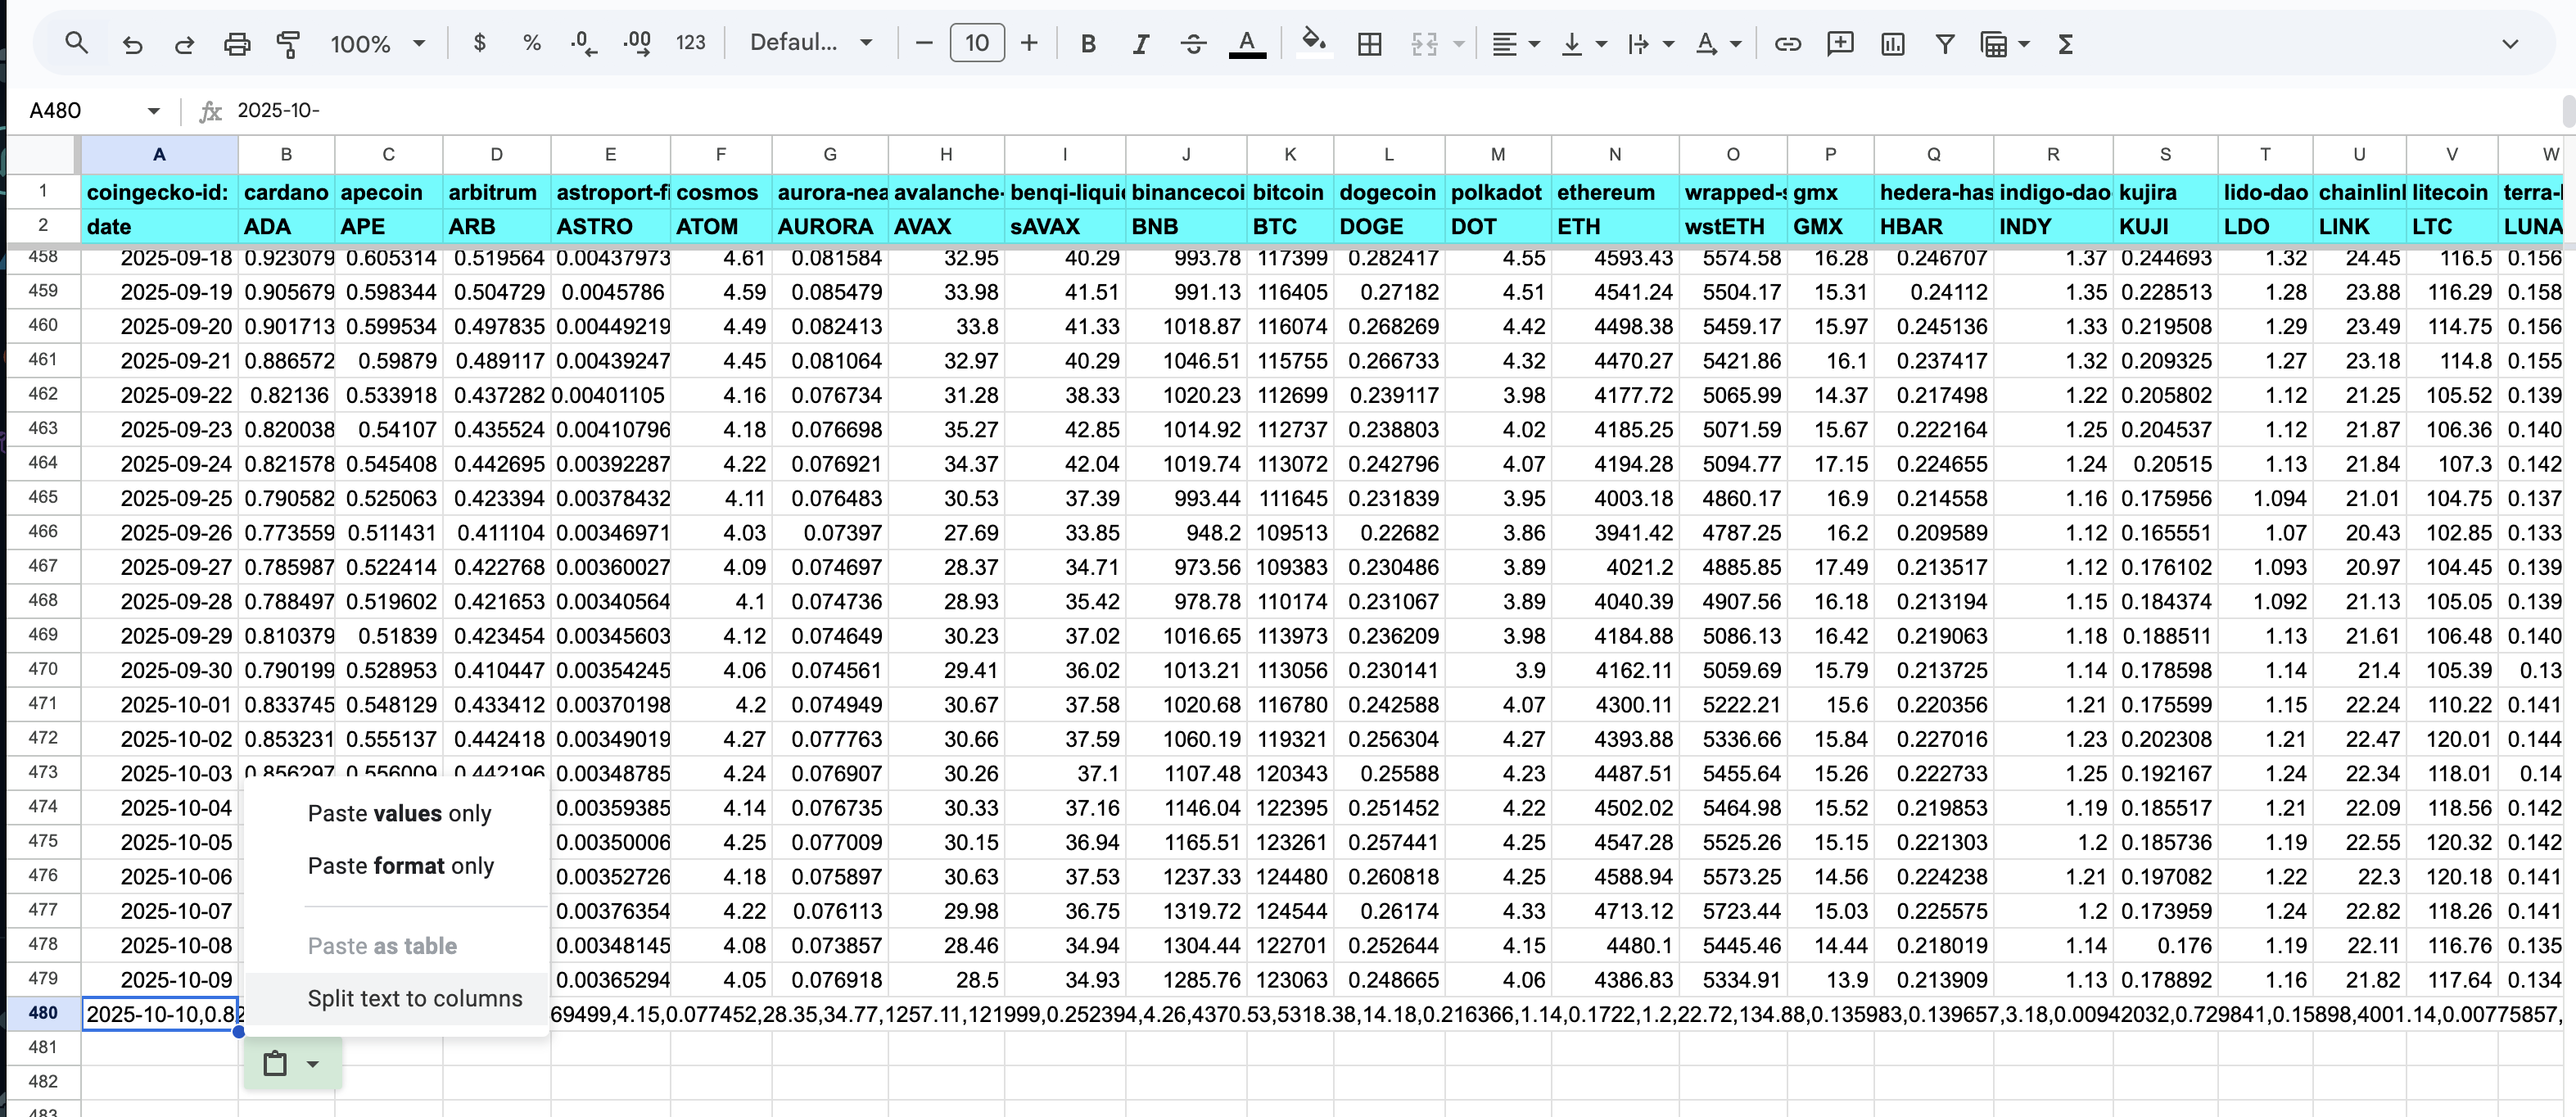 100% $ % .0 .00 123 Defaul... 10 B I S A A Σ
A480 fx 2025-10-
A B C D E F G H I J K L M N O P Q R S T U V W
1 coingecko-id: cardano apecoin arbitrum astroport-fi cosmos aurora-nea avalanche- benqi-liquid binancecoi bitcoin dogecoin polkadot ethereum wrapped-s gmx hedera-has indigo-dao kujira lido-dao chainlinl litecoin terra-l
2 date ADA APE ARB ASTRO ATOM AURORA AVAX sAVAX BNB BTC DOGE DOT ETH wstETH GMX HBAR INDY KUJI LDO LINK LTC LUNA
458 2025-09-18 0.923079 0.605314 0.519564 0.00437973 4.61 0.081584 32.95 40.29 993.78 117399 0.282417 4.55 4593.43 5574.58 16.28 0.246707 1.37 0.244693 1.32 24.45 116.5 0.156
459 2025-09-19 0.905679 0.598344 0.504729 0.0045786 4.59 0.085479 33.98 41.51 991.13 116405 0.27182 4.51 4541.24 5504.17 15.31 0.24112 1.35 0.228513 1.28 23.88 116.29 0.158
460 2025-09-20 0.901713 0.599534 0.497835 0.00449219 4.49 0.082413 33.8 41.33 1018.87 116074 0.268269 4.42 4498.38 5459.17 15.97 0.245136 1.33 0.219508 1.29 23.49 114.75 0.156
461 2025-09-21 0.886572 0.59879 0.489117 0.00439247 4.45 0.081064 32.97 40.29 1046.51 115755 0.266733 4.32 4470.27 5421.86 16.1 0.237417 1.32 0.209325 1.27 23.18 114.8 0.155
462 2025-09-22 0.82136 0.533918 0.437282 0.00401105 4.16 0.076734 31.28 38.33 1020.23 112699 0.239117 3.98 4177.72 5065.99 14.37 0.217498 1.22 0.205802 1.12 21.25 105.52 0.139
463 2025-09-23 0.820038 0.54107 0.435524 0.00410796 4.18 0.076698 35.27 42.85 1014.92 112737 0.238803 4.02 4185.25 5071.59 15.67 0.222164 1.25 0.204537 1.12 21.87 106.36 0.140
464 2025-09-24 0.821578 0.545408 0.442695 0.00392287 4.22 0.076921 34.37 42.04 1019.74 113072 0.242796 4.07 4194.28 5094.77 17.15 0.224655 1.24 0.20515 1.13 21.84 107.3 0.142
465 2025-09-25 0.790582 0.525063 0.423394 0.00378432 4.11 0.076483 30.53 37.39 993.44 111645 0.231839 3.95 4003.18 4860.17 16.9 0.214558 1.16 0.175956 1.094 21.01 104.75 0.137
466 2025-09-26 0.773559 0.511431 0.411104 0.00346971 4.03 0.07397 27.69 33.85 948.2 109513 0.22682 3.86 3941.42 4787.25 16.2 0.209589 1.12 0.165551 1.07 20.43 102.85 0.133
467 2025-09-27 0.785987 0.522414 0.422768 0.00360027 4.09 0.074697 28.37 34.71 973.56 109383 0.230486 3.89 4021.2 4885.85 17.49 0.213517 1.12 0.176102 1.093 20.97 104.45 0.139
468 2025-09-28 0.788497 0.519602 0.421653 0.00340564 4.1 0.074736 28.93 35.42 978.78 110174 0.231067 3.89 4040.39 4907.56 16.18 0.213194 1.15 0.184374 1.092 21.13 105.05 0.139
469 2025-09-29 0.810379 0.51839 0.423454 0.00345603 4.12 0.074649 30.23 37.02 1016.65 113973 0.236209 3.98 4184.88 5086.13 16.42 0.219063 1.18 0.188511 1.13 21.61 106.48 0.140
470 2025-09-30 0.790199 0.528953 0.410447 0.00354245 4.06 0.074561 29.41 36.02 1013.21 113056 0.230141 3.9 4162.11 5059.69 15.79 0.213725 1.14 0.178598 1.14 21.4 105.39 0.13
471 2025-10-01 0.833745 0.548129 0.433412 0.00370198 4.2 0.074949 30.67 37.58 1020.68 116780 0.242588 4.07 4300.11 5222.21 15.6 0.220356 1.21 0.175599 1.15 22.24 110.22 0.141
472 2025-10-02 0.853231 0.555137 0.442418 0.00349019 4.27 0.077763 30.66 37.59 1060.19 119321 0.256304 4.27 4393.88 5336.66 15.84 0.227016 1.23 0.202308 1.21 22.47 120.01 0.144
473 2025-10-03 0.856297 0.556009 0.442196 0.00348785 4.24 0.076907 30.26 37.1 1107.48 120343 0.25588 4.23 4487.51 5455.64 15.26 0.222733 1.25 0.192167 1.24 22.34 118.01 0.14
474 2025-10-04 0.00359385 4.14 0.076735 30.33 37.16 1146.04 122395 0.251452 4.22 4502.02 5464.98 15.52 0.219853 1.19 0.185517 1.21 22.09 118.56 0.142
475 2025-10-05 0.00350006 4.25 0.077009 30.15 36.94 1165.51 123261 0.257441 4.25 4547.28 5525.26 15.15 0.221303 1.2 0.185736 1.19 22.55 120.32 0.142
476 2025-10-06 0.00352726 4.18 0.075897 30.63 37.53 1237.33 124480 0.260818 4.25 4588.94 5573.25 14.56 0.224238 1.21 0.197082 1.22 22.3 120.18 0.141
477 2025-10-07 0.00376354 4.22 0.076113 29.98 36.75 1319.72 124544 0.26174 4.33 4713.12 5723.44 15.03 0.225575 1.2 0.173959 1.24 22.82 118.26 0.141
478 2025-10-08 0.00348145 4.08 0.073857 28.46 34.94 1304.44 122701 0.252644 4.15 4480.1 5445.46 14.44 0.218019 1.14 0.176 1.19 22.11 116.76 0.135
479 2025-10-09 0.00365294 4.05 0.076918 28.5 34.93 1285.76 123063 0.248665 4.06 4386.83 5334.91 13.9 0.213909 1.13 0.178892 1.16 21.82 117.64 0.134
480 2025-10-10,0.82 69499,4.15,0.077452,28.35,34.77,1257.11,121999,0.252394,4.26,4370.53,5318.38,14.18,0.216366,1.14,0.1722,1.2,22.72,134.88,0.135983,0.139657,3.18,0.00942032,0.729841,0.15898,4001.14,0.00775857,
481
482
483
Paste values only
Paste format only
Paste as table
Split text to columns